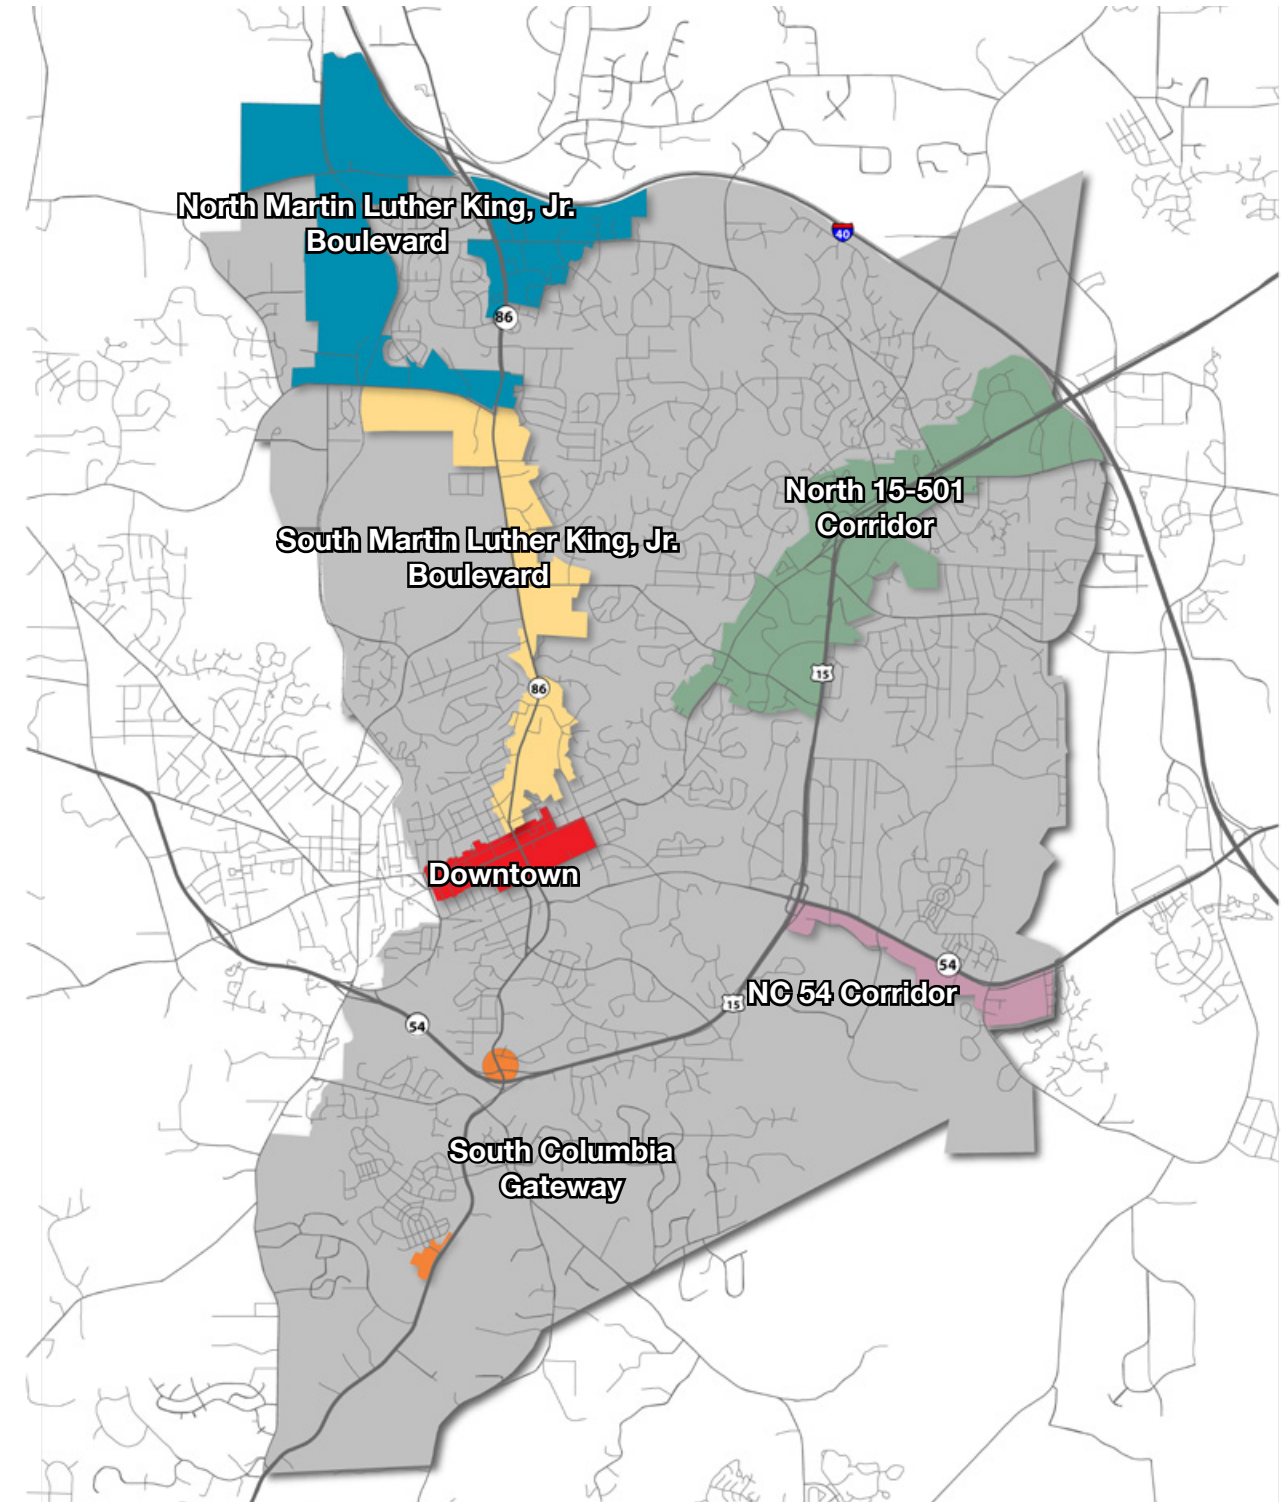 North Martin Luther King, Jr.
Boulevard
40
86
North 15-501
Corridor
South Martin Luther King, Jr.
Boulevard
15
86
Downtown
54
NC 54 Corridor
15
54
South Columbia
Gateway